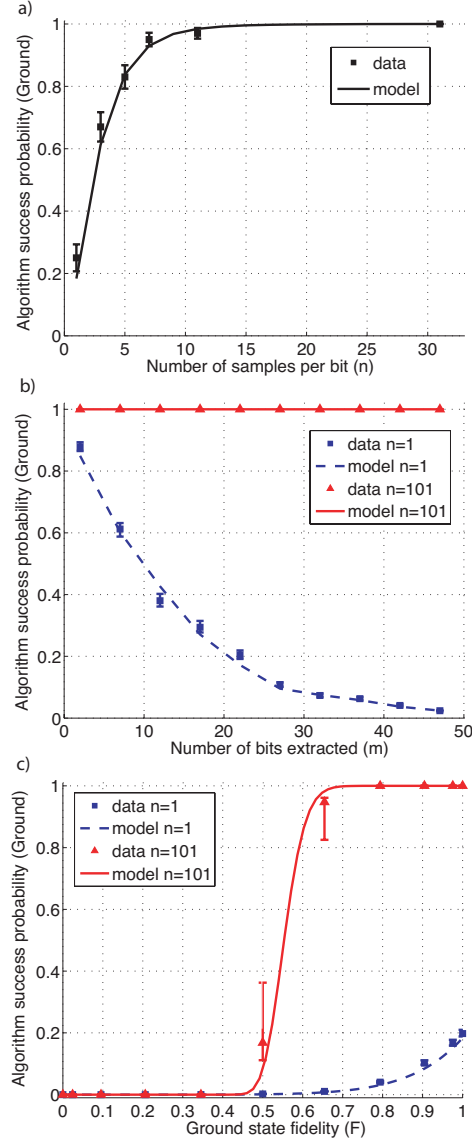 a)
Algorithm success probability (Ground)
1
0.8
0.6
0.4
0.2
0
data
model
0 5 10 15 20 25 30
Number of samples per bit (n)
b)
Algorithm success probability (Ground)
1
0.8
0.6
0.4
0.2
0
data n=1
model n=1
data n=101
model n=101
0 10 20 30 40 50
Number of bits extracted (m)
c)
Algorithm success probability (Ground)
1
0.8
0.6
0.4
0.2
0
data n=1
model n=1
data n=101
model n=101
0 0.1 0.2 0.3 0.4 0.5 0.6 0.7 0.8 0.9 1
Ground state fidelity (F)